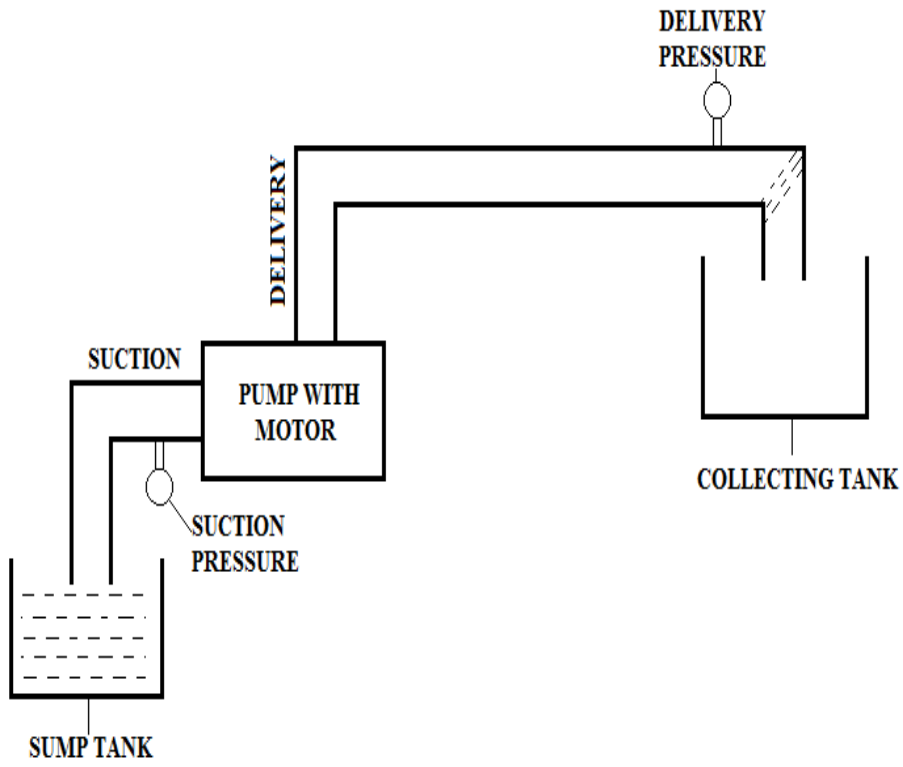 DELIVERY
PRESSURE
DELIVERY
SUCTION
PUMP WITH
MOTOR
COLLECTING TANK
SUCTION
PRESSURE
SUMP TANK